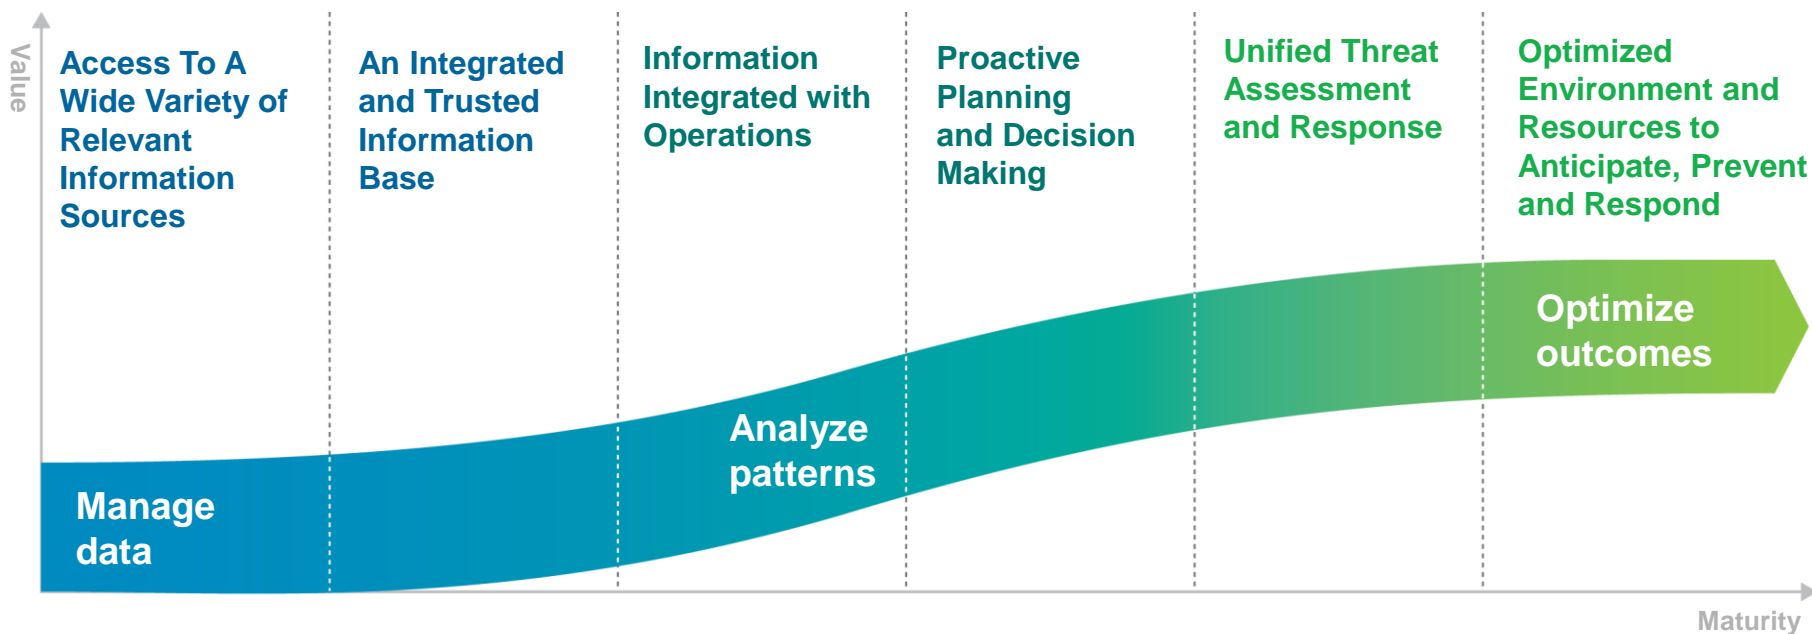 Value
Access To A
Wide Variety of
Relevant
Information
Sources
An Integrated
and Trusted
Information
Base
Information
Integrated with
Operations
Proactive
Planning
and Decision
Making
Unified Threat
Assessment
and Response
Optimized
Environment and
Resources to
Anticipate, Prevent
and Respond
Manage
data
Analyze
patterns
Optimize
outcomes
Maturity